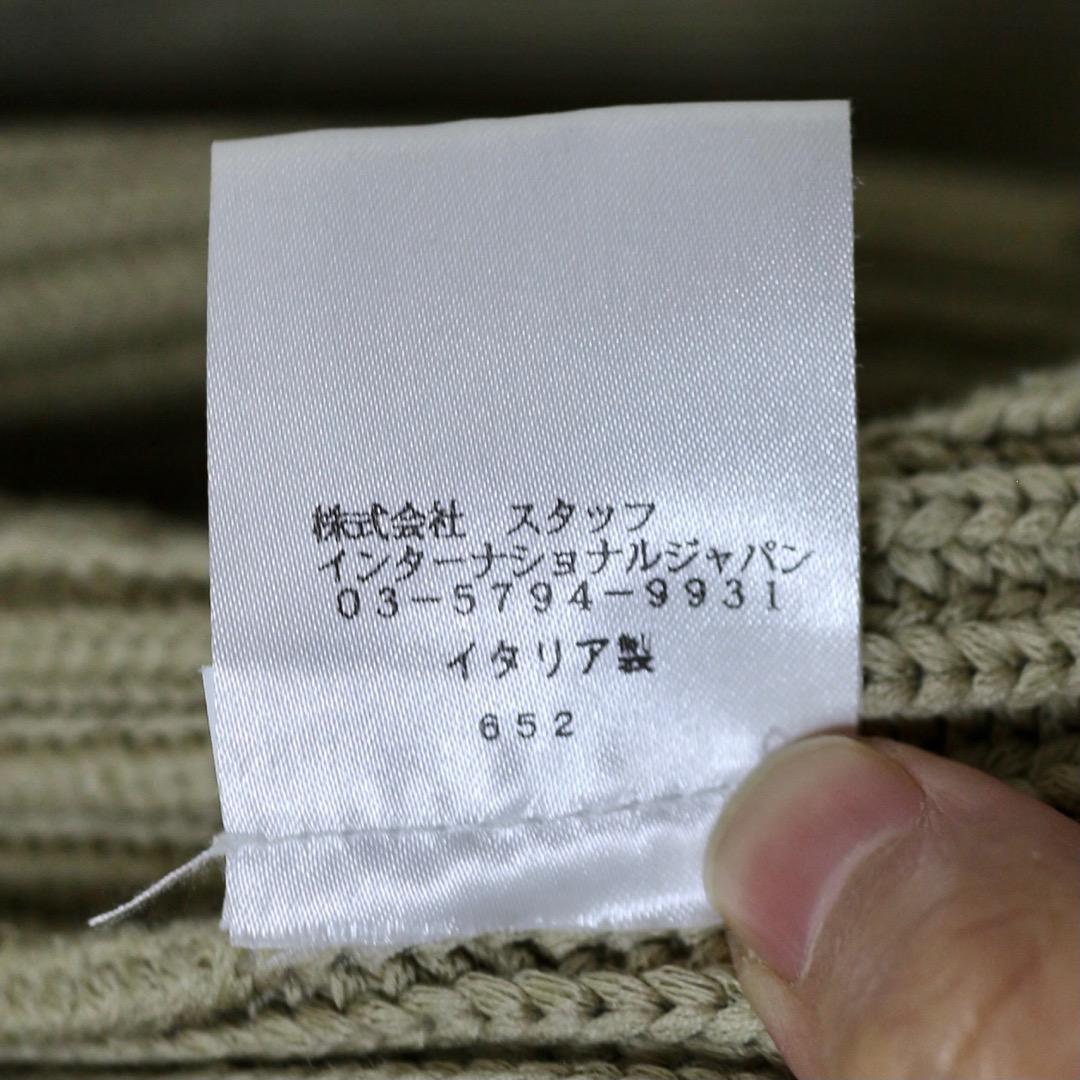 株式会社　スタッフ
インターナショナルジャパン
03-5794-9931
イタリア製
652